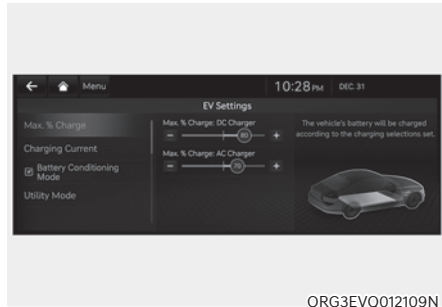 Menu
10:28 PM DEC. 31
EV Settings
Max. % Charge
Charging Current
Battery Conditioning
Mode
Utility Mode
Max. % Charge: DC Charger
80
Max. % Charge: AC Charger
70
The vehicle's battery will be charged
according to the charging selections set.
ORG3EVQ012109N